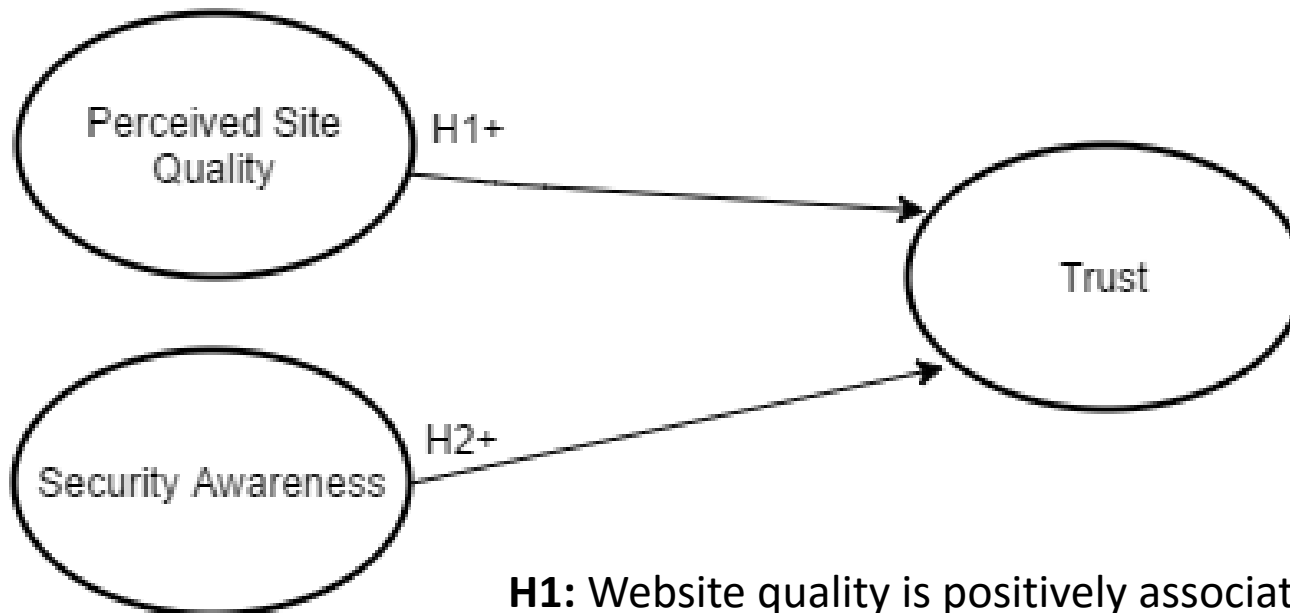 Perceived Site
Quality
H1+
Trust
Security Awareness
H2+
H1: Website quality is positively associat